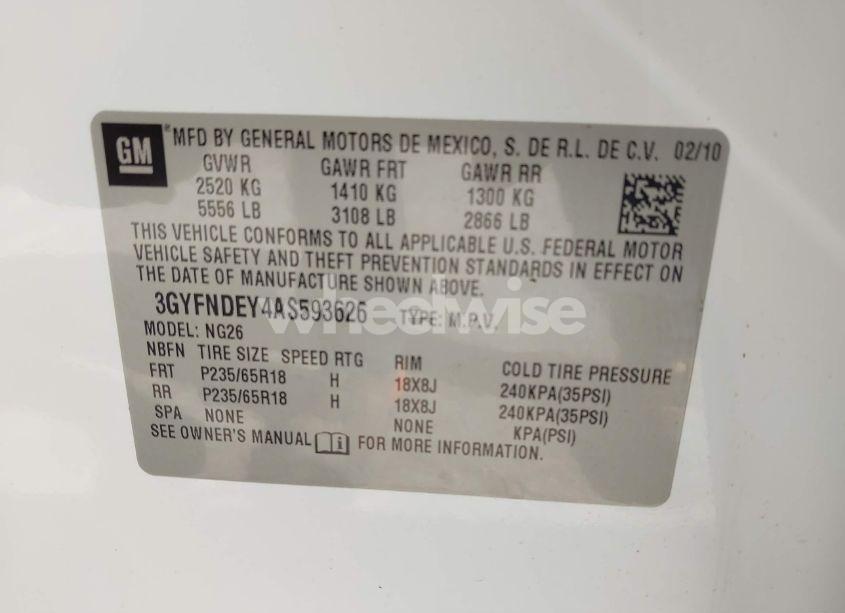 GM
MFD BY GENERAL MOTORS DE MEXICO, S. DE R.L. DE C.V. 02/10
GVWR GAWR FRT GAWR RR
2520 KG 1410 KG 1300 KG
5556 LB 3108 LB 2866 LB
THIS VEHICLE CONFORMS TO ALL APPLICABLE U.S. FEDERAL MOTOR
VEHICLE SAFETY AND THEFT PREVENTION STANDARDS IN EFFECT ON
THE DATE OF MANUFACTURE SHOWN ABOVE.
3GYFNDEY4AS593626 TYPE: M.P.V.
wheelwise
MODEL: NG26
NBFN TIRE SIZE SPEED RTG RIM COLD TIRE PRESSURE
FRT P235/65R18 H 18X8J 240KPA(35PSI)
RR P235/65R18 H 18X8J 240KPA(35PSI)
SPA NONE NONE KPA(PSI)
SEE OWNER'S MANUAL i FOR MORE INFORMATION.